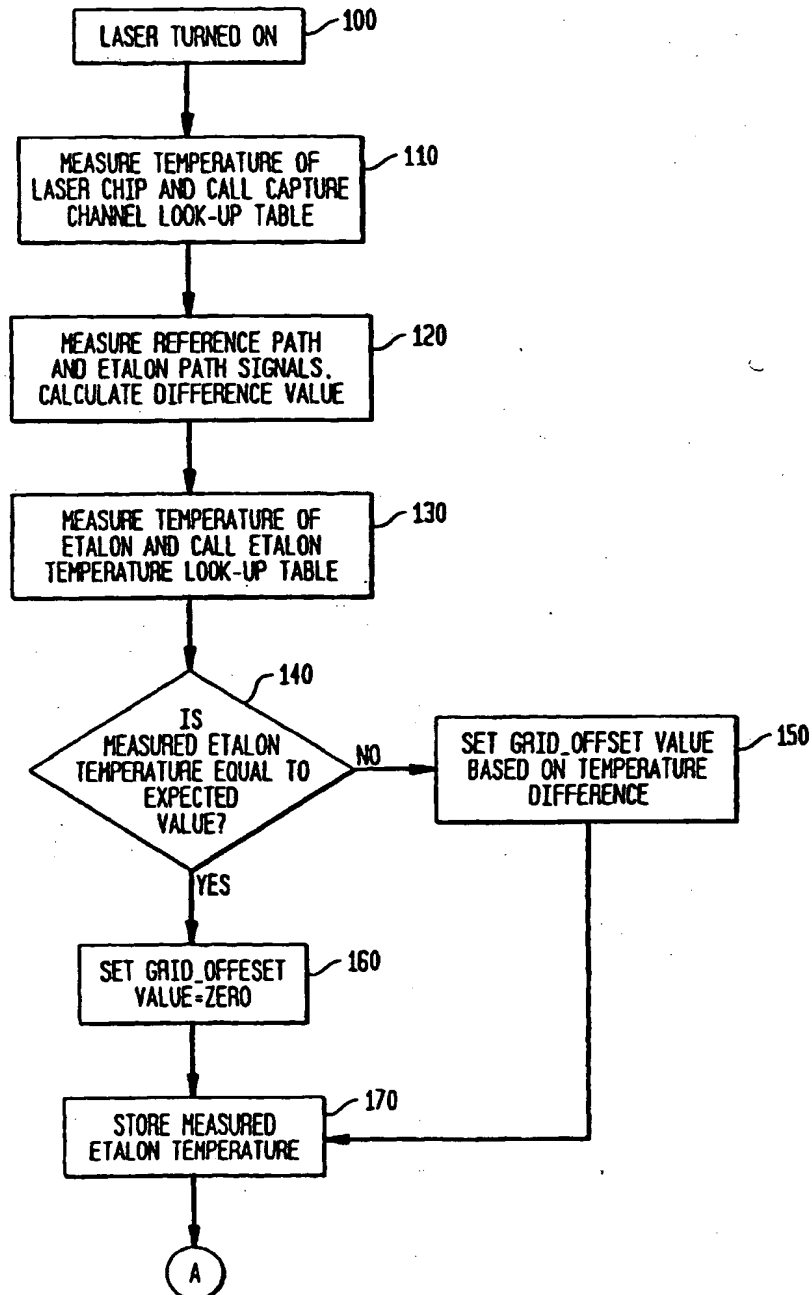 LASER TURNED ON
100
MEASURE TEMPERATURE OF
LASER CHIP AND CALL CAPTURE
CHANNEL LOOK-UP TABLE
110
MEASURE REFERENCE PATH
AND ETALON PATH SIGNALS.
CALCULATE DIFFERENCE VALUE
120
MEASURE TEMPERATURE OF
ETALON AND CALL ETALON
TEMPERATURE LOOK-UP TABLE
130
IS
MEASURED ETALON
TEMPERATURE EQUAL TO
EXPECTED
VALUE?
140
NO
SET GRID_OFFSET VALUE
BASED ON TEMPERATURE
DIFFERENCE
150
YES
SET GRID_OFFESET
VALUE=ZERO
160
STORE MEASURED
ETALON TEMPERATURE
170
A